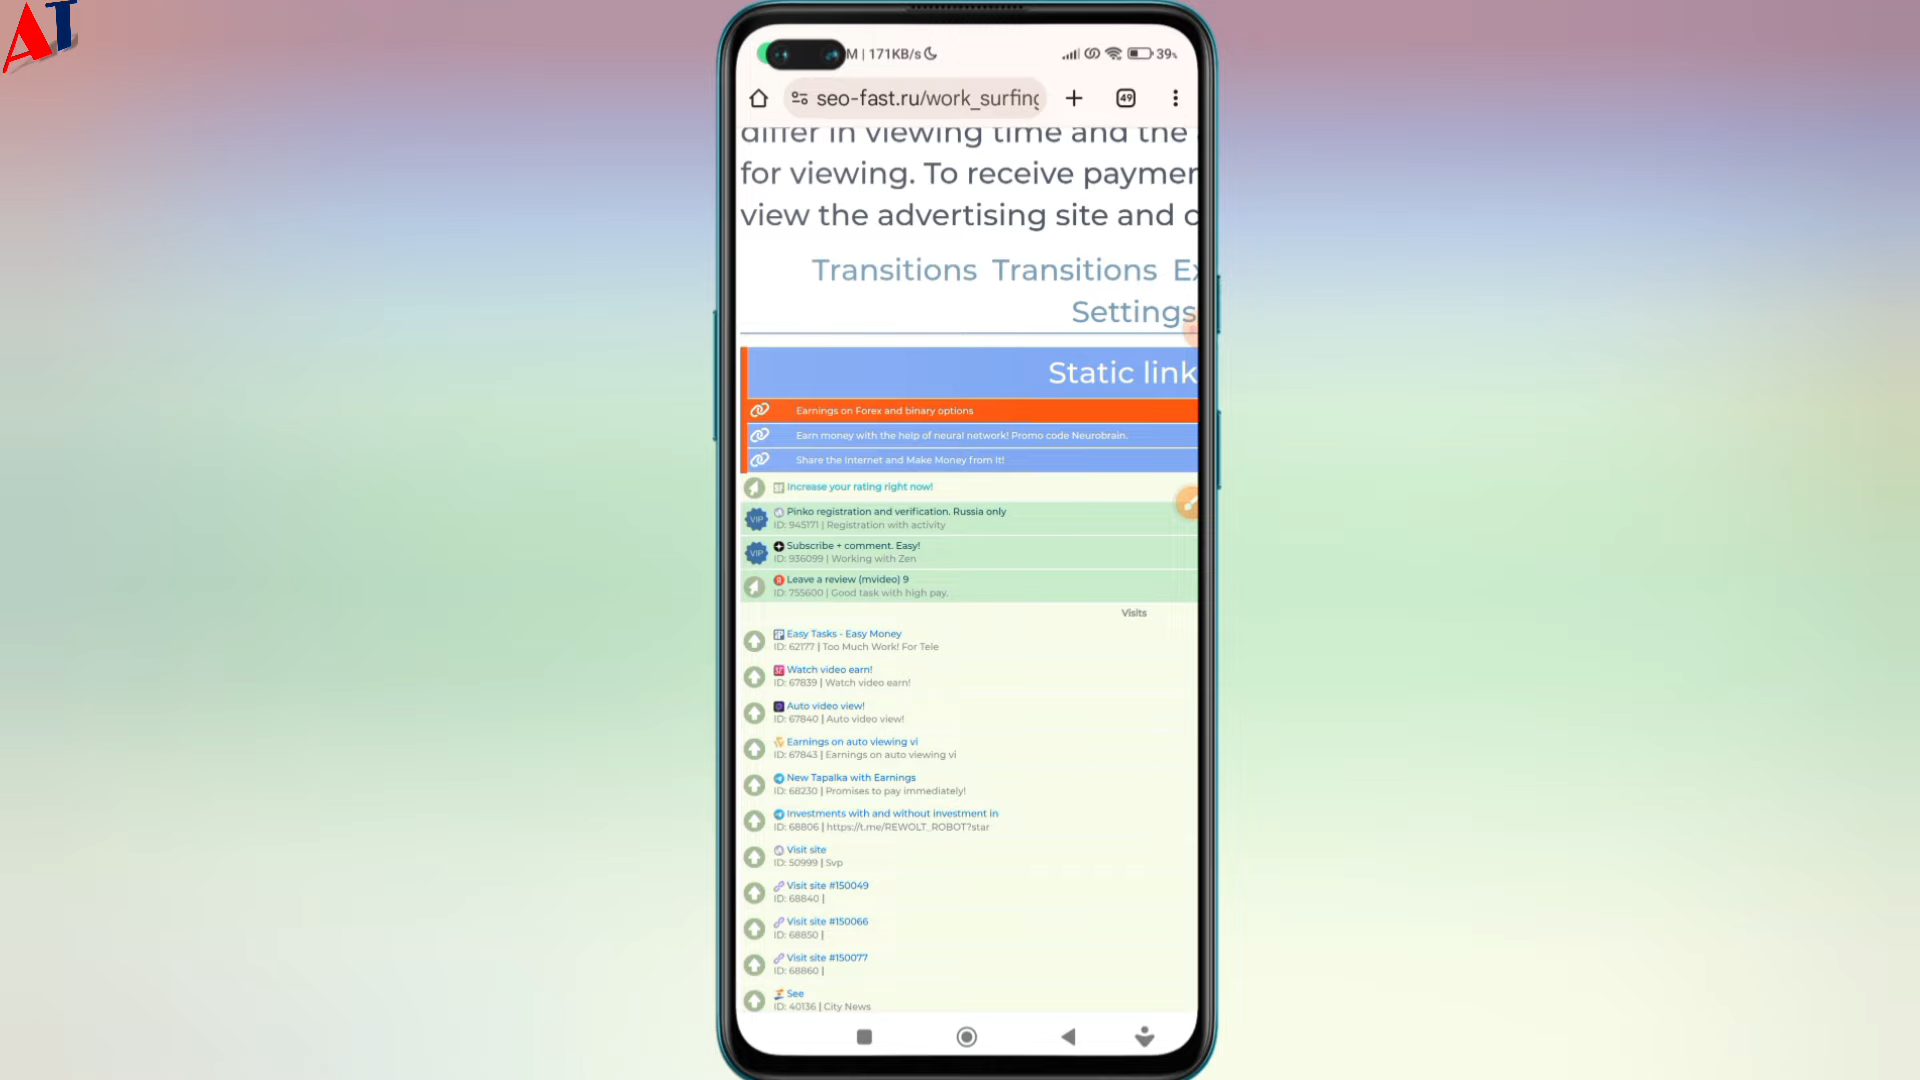 AT
M | 171KB/s
39%
seo-fast.ru/work_surfing
49
differ in viewing time and the
for viewing. To receive paymen
view the advertising site and
Transitions Transitions Ex
Settings
Static link
Earnings on Forex and binary options
Earn money with the help of neural network! Promo code Neurobrain.
Share the Internet and Make Money from It!
Increase your rating right now!
VIP
Pinko registration and verification. Russia only
ID: 945171 | Registration with activity
VIP
Subscribe + comment. Easy!
ID: 936099 | Working with Zen
Leave a review (mvideo) 9
ID: 755600 | Good task with high pay.
Visits
Easy Tasks - Easy Money
ID: 62177 | Too Much Work! For Tele
Watch video earn!
ID: 67839 | Watch video earn!
Auto video view!
ID: 67840 | Auto video view!
Earnings on auto viewing vi
ID: 67843 | Earnings on auto viewing vi
New Tapalka with Earnings
ID: 68230 | Promises to pay immediately!
Investments with and without investment in
ID: 68806 | https://t.me/REWOLT_ROBOT?star
Visit site
ID: 50999 | Svp
Visit site #150049
ID: 68840 |
Visit site #150066
ID: 68850 |
Visit site #150077
ID: 68860 |
See
ID: 40136 | City News